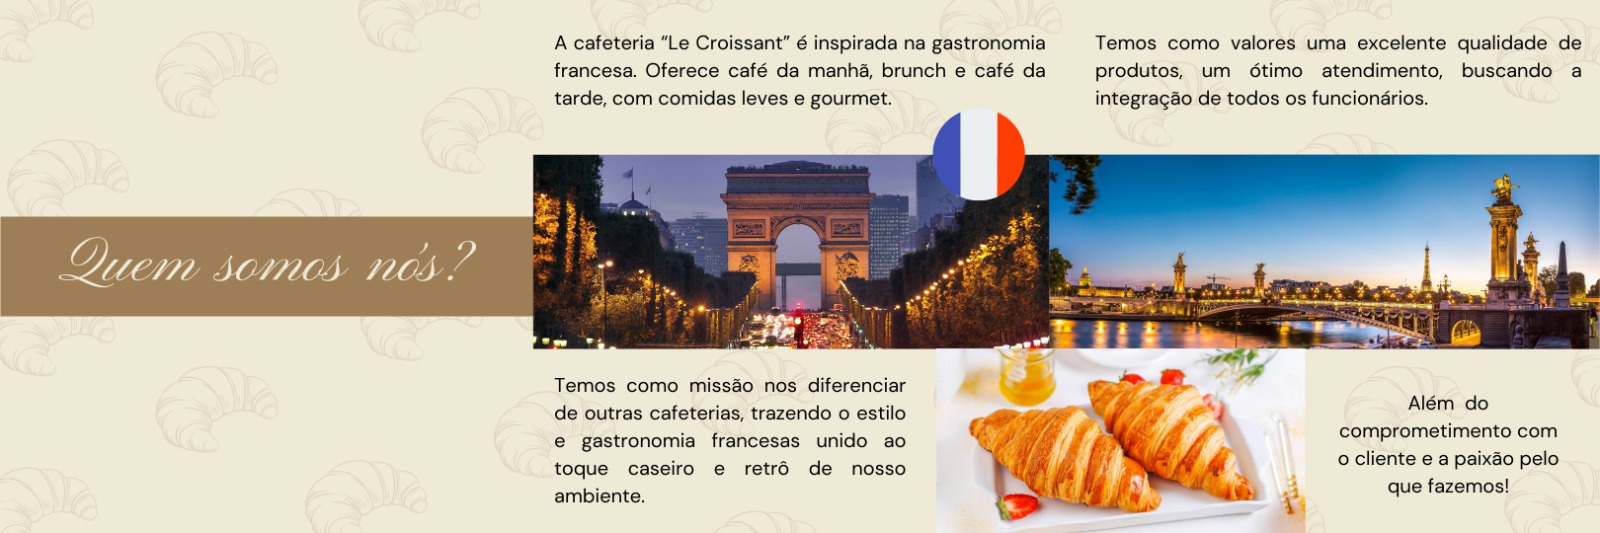 Quem somos nós?
A cafeteria “Le Croissant” é inspirada na gastronomia
francesa. Oferece café da manhã, brunch e café da
tarde, com comidas leves e gourmet.
Temos como valores uma excelente qualidade de
produtos, um ótimo atendimento, buscando a
integração de todos os funcionários.
Temos como missão nos diferenciar
de outras cafeterias, trazendo o estilo
e gastronomia francesas unido ao
toque caseiro e retrô de nosso
ambiente.
Além do
comprometimento com
o cliente e a paixão pelo
que fazemos!